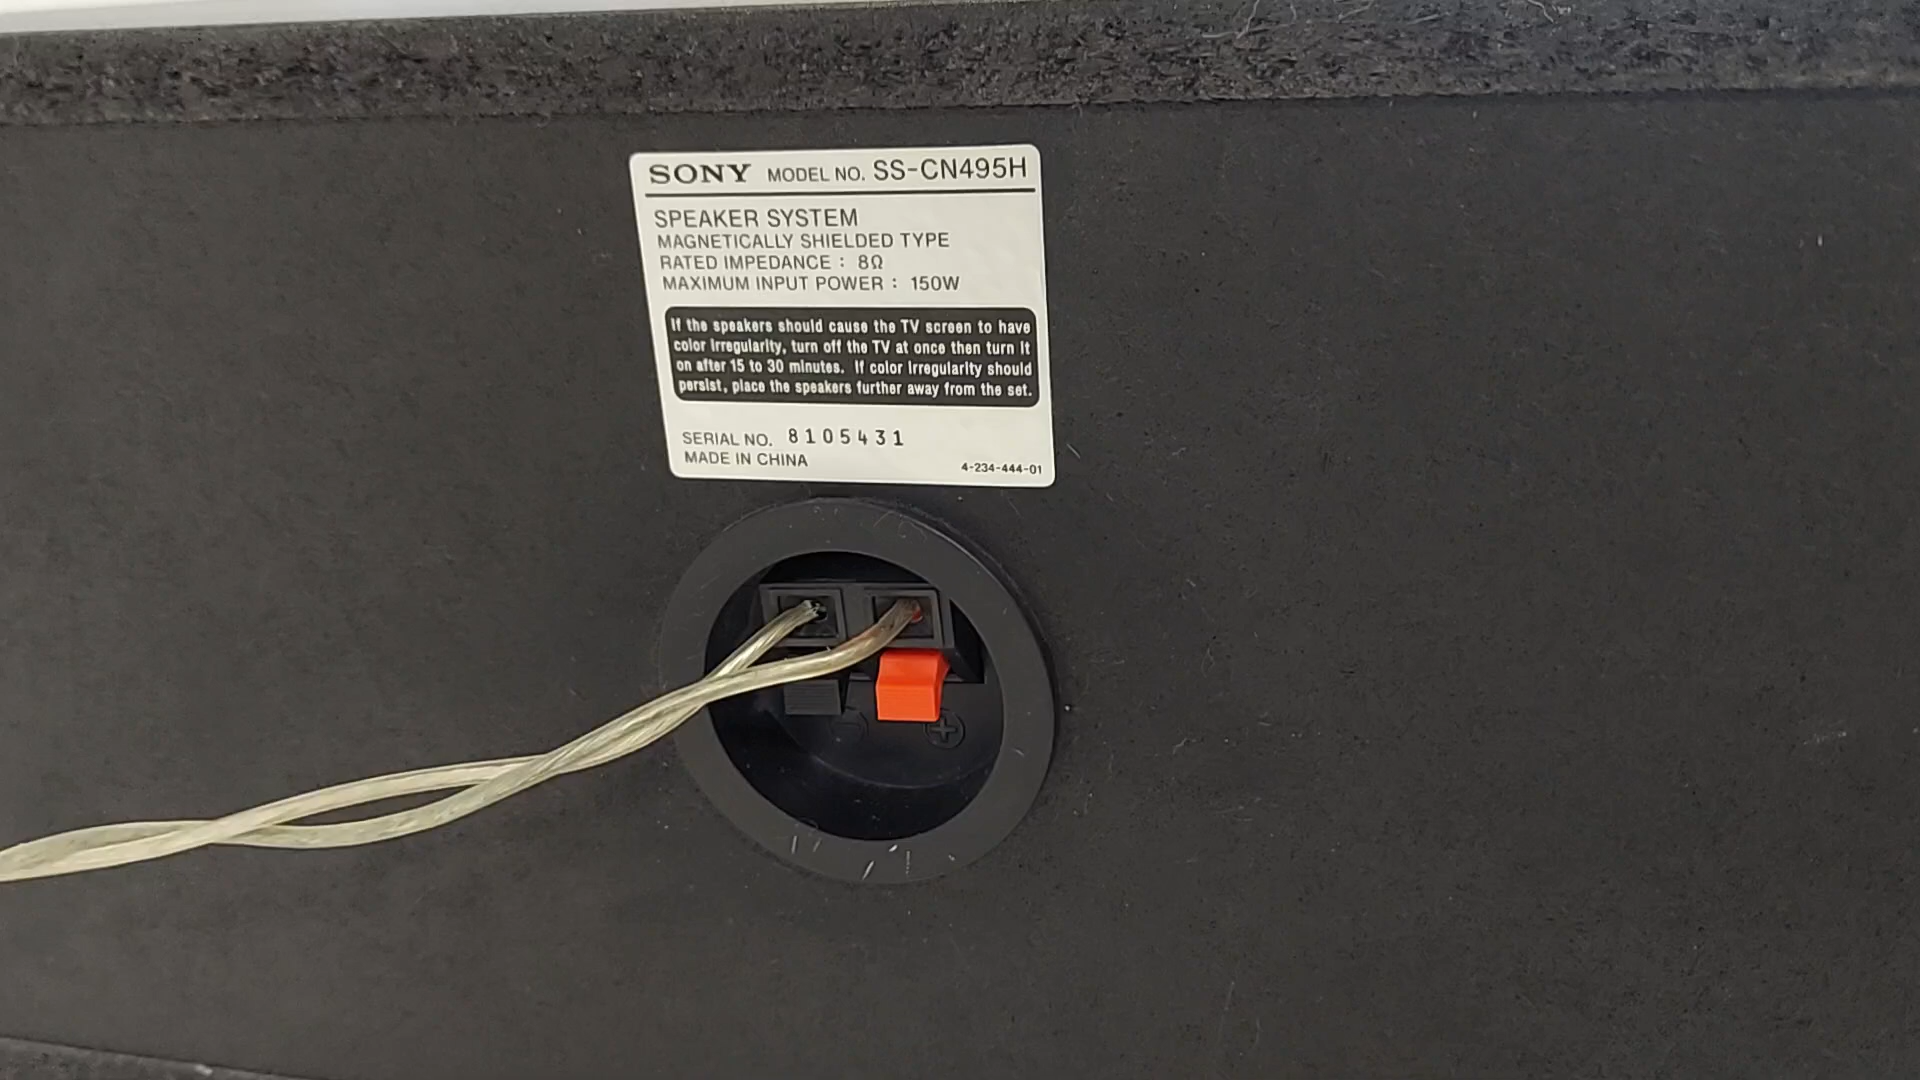 SONY MODEL NO. SS-CN495H
SPEAKER SYSTEM
MAGNETICALLY SHIELDED TYPE
RATED IMPEDANCE : 8Ω
MAXIMUM INPUT POWER : 150W
If the speakers should cause the TV screen to have
color irregularity, turn off the TV at once then turn it
on after 15 to 30 minutes. If color irregularity should
persist, place the speakers further away from the set.
SERIAL NO. 8105431
MADE IN CHINA 4-234-444-01
− +